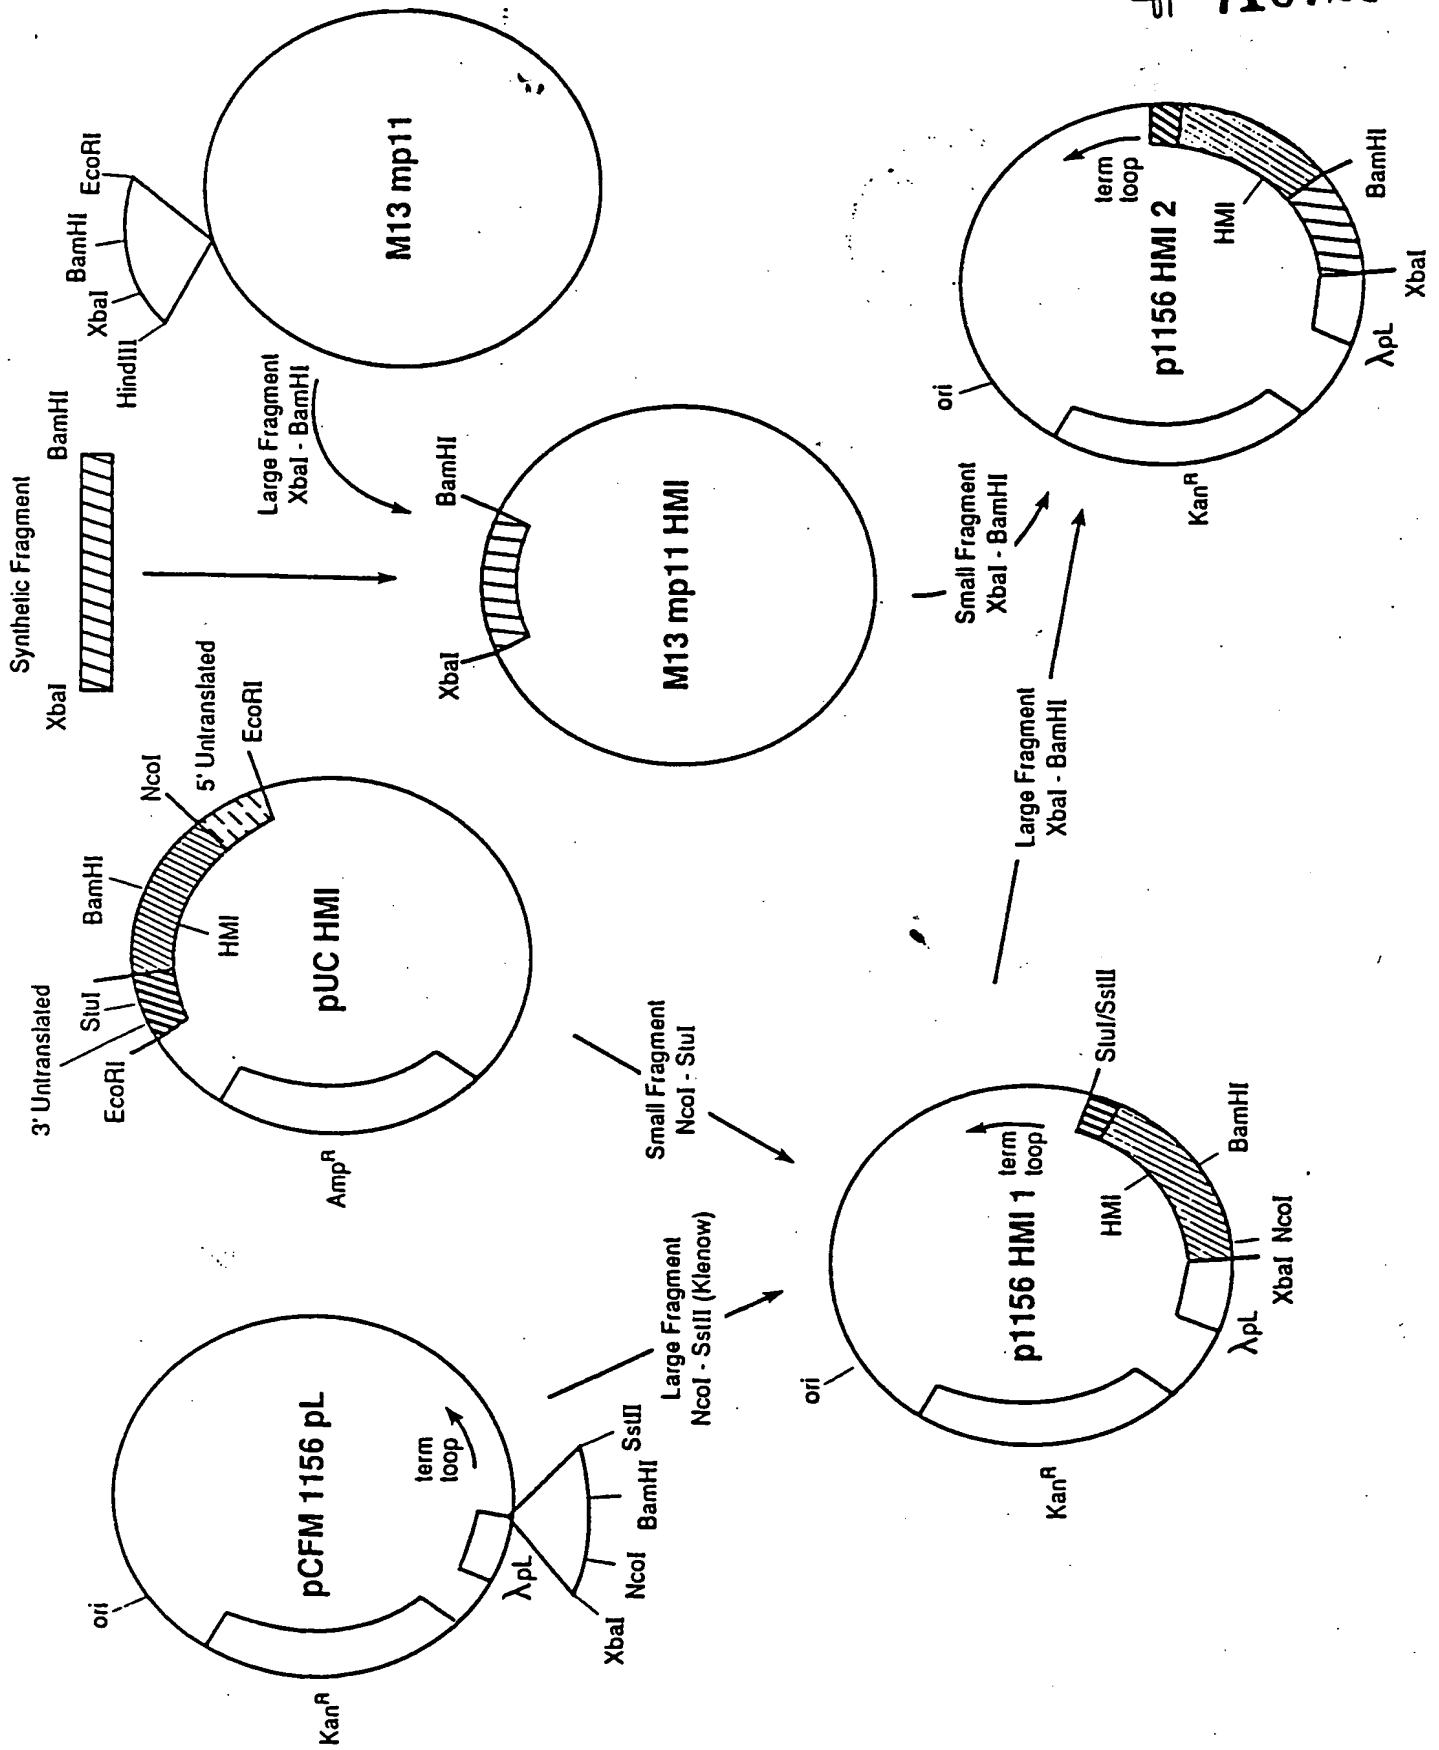 Kan^R
ori
pCFM 1156 pL
term
loop
λpL
XbaI
NcoI
BamHI
SstII
3' Untranslated
EcoRI
StuI
BamHI
NcoI
5' Untranslated
EcoRI
HMI
pUC HMI
Amp^R
Synthetic Fragment
XbaI
BamHI
HindIII
XbaI
BamHI
EcoRI
M13 mp11
Large Fragment
NcoI - SstII (Klenow)
Small Fragment
NcoI - StuI
Large Fragment
XbaI - BamHI
XbaI
BamHI
M13 mp11 HMI
Kan^R
ori
p1156 HMI 1
term
loop
StuI/SstII
HMI
BamHI
λpL
XbaI
NcoI
Large Fragment
XbaI - BamHI
Small Fragment
XbaI - BamHI
Kan^R
ori
p1156 HMI 2
term
loop
HMI
λpL
XbaI
BamHI